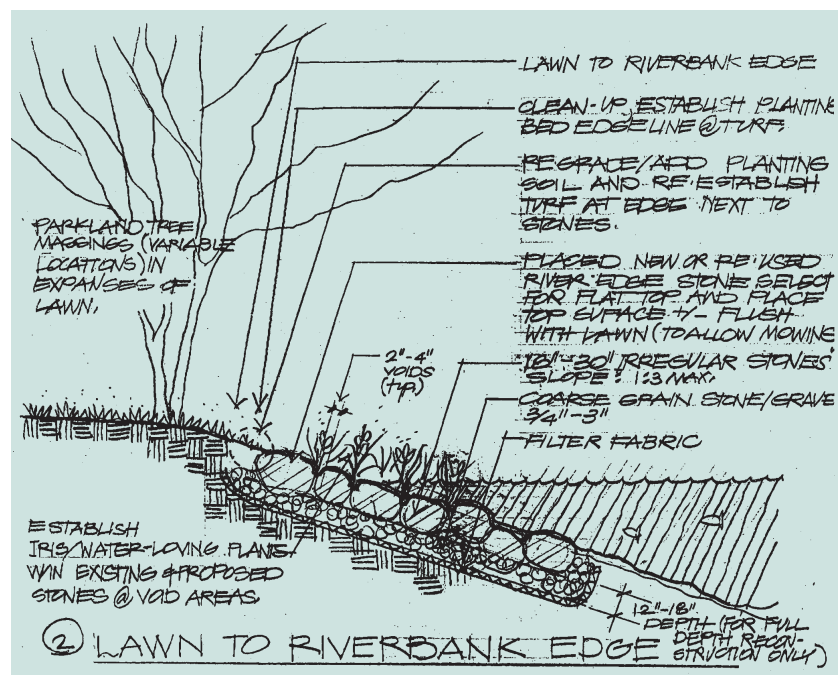 LAWN TO RIVERBANK EDGE
CLEAN-UP, ESTABLISH PLANTING
BED EDGE LINE @ TURF.
REGRADE/ADD PLANTING
SOIL AND RE-ESTABLISH
TURF AT EDGE NEXT TO
STONES.
PARKLAND TREE
MASSINGS (VARIABLE
LOCATIONS) IN
EXPANSES OF
LAWN.
PLACED NEW OR RE-USED
RIVER EDGE STONE SELECT
FOR FLAT TOP AND PLACE
TOP SUFACE +/- FLUSH
WITH LAWN (TO ALLOW MOWING
2"-4"
VOIDS
(TYP.)
18"-30" IRREGULAR STONES
SLOPE: 1:3 MAX.
COARSE GRAIN STONE/GRAVE
3/4"-3"
FILTER FABRIC
ESTABLISH
IRIS/WATER-LOVING PLANTS
W/IN EXISTING & PROPOSED
STONES @ VOID AREAS.
12"-18"
DEPTH (FOR FULL
DEPTH RECON-
STRUCTION ONLY)
2 LAWN TO RIVERBANK EDGE